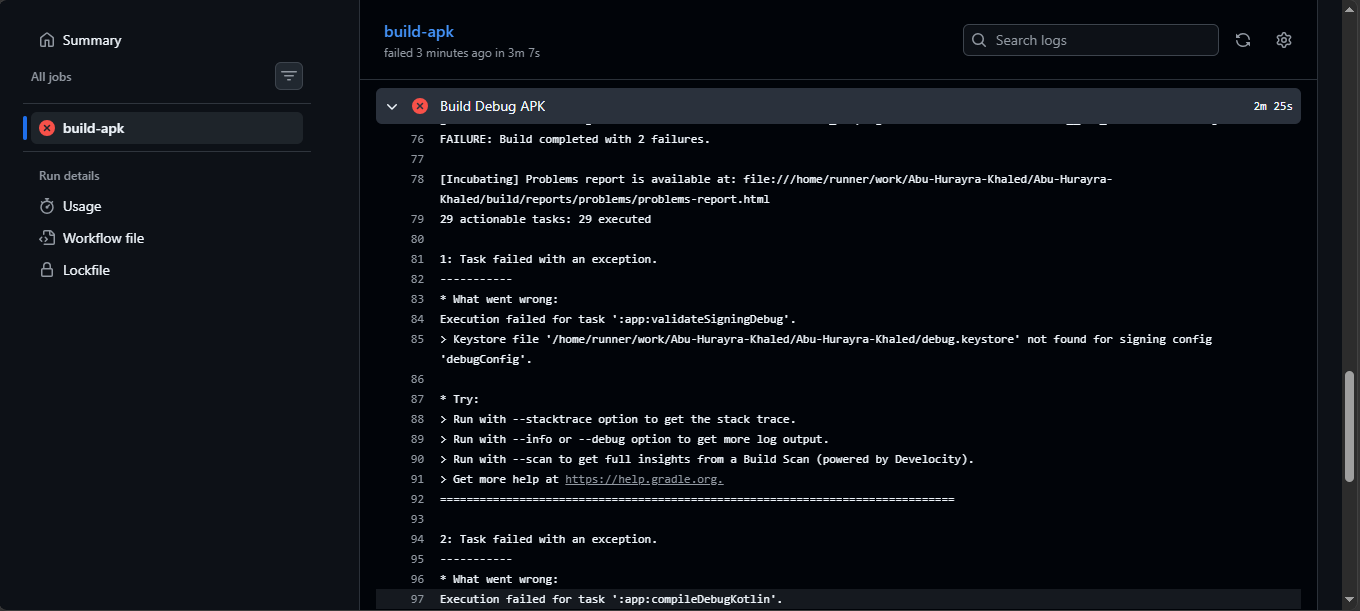 Summary
All jobs
build-apk
Run details
Usage
Workflow file
Lockfile
build-apk
failed 3 minutes ago in 3m 7s
Search logs
Build Debug APK
2m 25s
76 FAILURE: Build completed with 2 failures.
77
78 [Incubating] Problems report is available at: file:///home/runner/work/Abu-Hurayra-Khaled/Abu-Hurayra-
Khaled/build/reports/problems/problems-report.html
79 29 actionable tasks: 29 executed
80
81 1: Task failed with an exception.
82 -----------
83 * What went wrong:
84 Execution failed for task ':app:validateSigningDebug'.
85 > Keystore file '/home/runner/work/Abu-Hurayra-Khaled/Abu-Hurayra-Khaled/debug.keystore' not found for signing config
'debugConfig'.
86
87 * Try:
88 > Run with --stacktrace option to get the stack trace.
89 > Run with --info or --debug option to get more log output.
90 > Run with --scan to get full insights from a Build Scan (powered by Develocity).
91 > Get more help at https://help.gradle.org.
92 ==============================================================================
93
94 2: Task failed with an exception.
95 -----------
96 * What went wrong:
97 Execution failed for task ':app:compileDebugKotlin'.